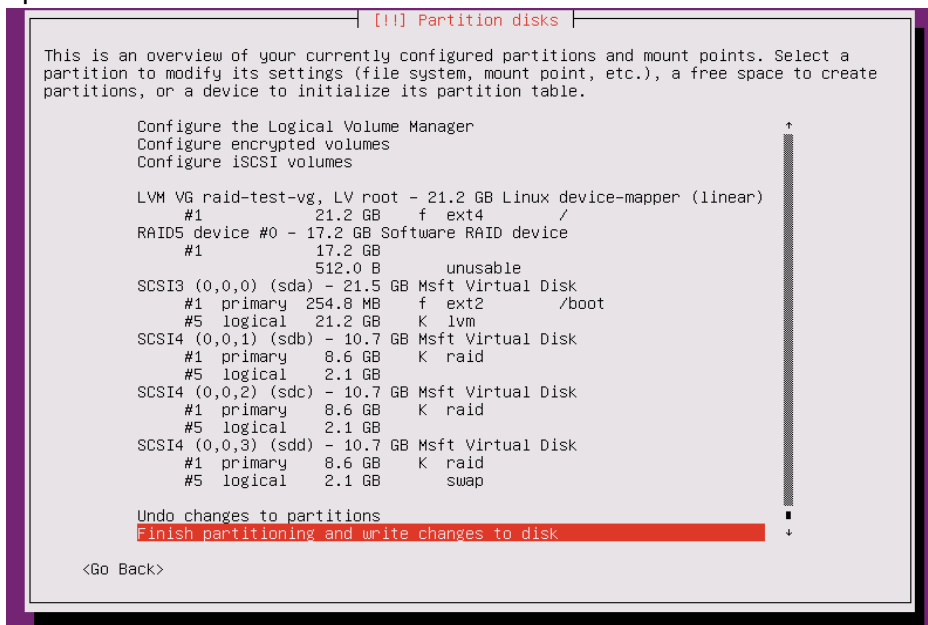 [!!] Partition disks
This is an overview of your currently configured partitions and mount points. Select a
partition to modify its settings (file system, mount point, etc.), a free space to create
partitions, or a device to initialize its partition table.
Configure the Logical Volume Manager
Configure encrypted volumes
Configure iSCSI volumes
LVM VG raid-test-vg, LV root - 21.2 GB Linux device-mapper (linear)
#1 21.2 GB f ext4 /
RAID5 device #0 - 17.2 GB Software RAID device
#1 17.2 GB
512.0 B unusable
SCSI3 (0,0,0) (sda) - 21.5 GB Msft Virtual Disk
#1 primary 254.8 MB f ext2 /boot
#5 logical 21.2 GB K lvm
SCSI4 (0,0,1) (sdb) - 10.7 GB Msft Virtual Disk
#1 primary 8.6 GB K raid
#5 logical 2.1 GB
SCSI4 (0,0,2) (sdc) - 10.7 GB Msft Virtual Disk
#1 primary 8.6 GB K raid
#5 logical 2.1 GB
SCSI4 (0,0,3) (sdd) - 10.7 GB Msft Virtual Disk
#1 primary 8.6 GB K raid
#5 logical 2.1 GB swap
Undo changes to partitions
Finish partitioning and write changes to disk
<Go Back>